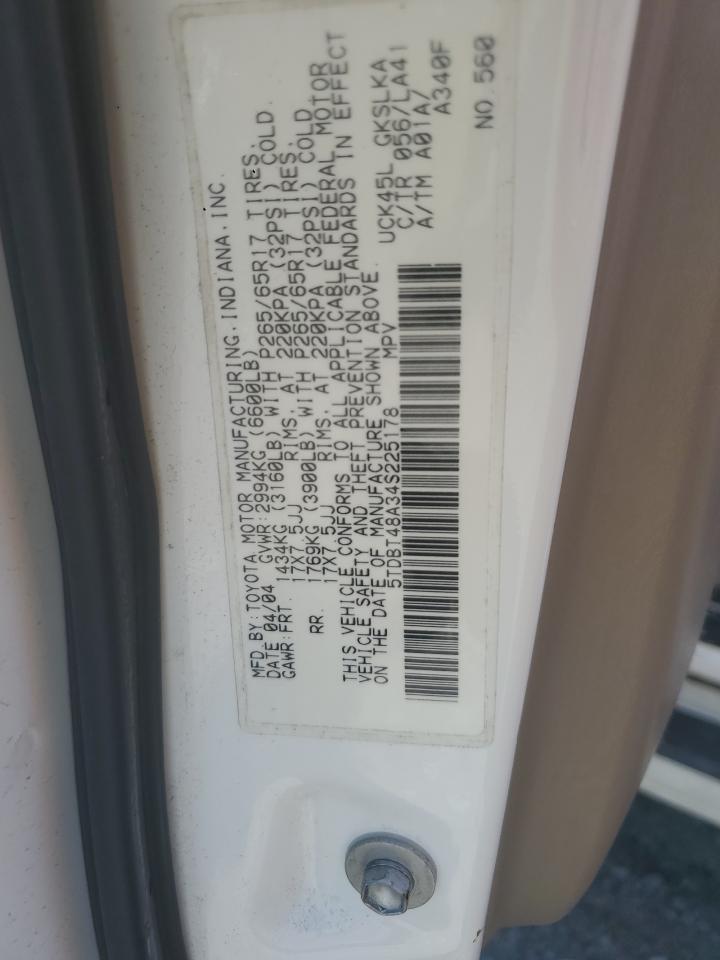 MFD BY: TOYOTA MOTOR MANUFACTURING, INDIANA, INC.
DATE 04/04 GVWR: 2994KG (6600LB)
GAWR: FRT. 1434KG (3160LB) WITH P265/65R17 TIRES,
17X7.5JJ RIMS, AT 220KPA (32PSI) COLD.
RR. 1769KG (3900LB) WITH P265/65R17 TIRES,
17X7.5JJ RIMS, AT 220KPA (32PSI) COLD
THIS VEHICLE CONFORMS TO ALL APPLICABLE FEDERAL MOTOR
VEHICLE SAFETY AND THEFT PREVENTION STANDARDS IN EFFECT
ON THE DATE OF MANUFACTURE SHOWN ABOVE.
5TDBT48A34S225178 MPV
UCK45L GKSLKA
C/TR 056/LA41
A/TM A01A/
A340F
NO. 560